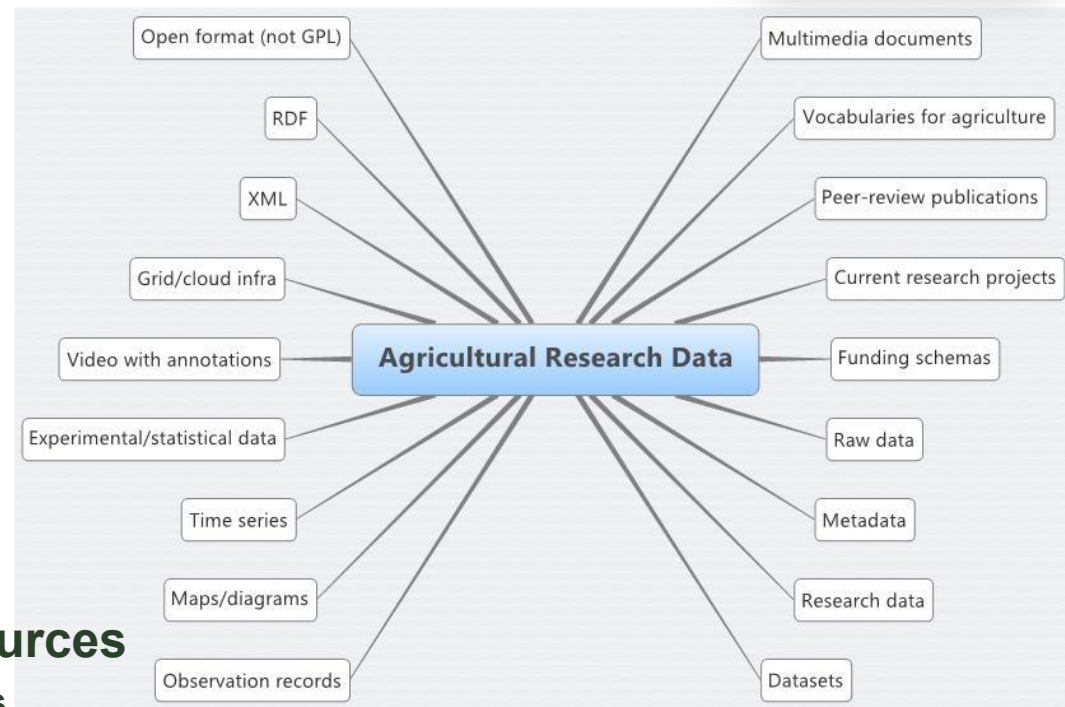 Open format (not GPL)
Multimedia documents
RDF
Vocabularies for agriculture
XML
Peer-review publications
Grid/cloud infra
Current research projects
Video with annotations
Agricultural Research Data
Funding schemas
Experimental/statistical data
Raw data
Time series
Metadata
Maps/diagrams
Research data
urces
Observation records
Datasets
s